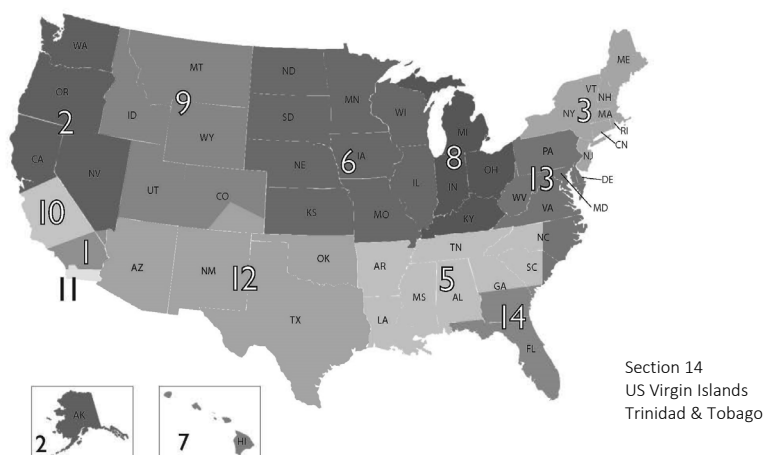 WA
MT
ND
ME
OR
MN
VT
NH
9
ID
WI
NY
3
MA
2
SD
MI
RI
WY
CN
6
IA
8
PA
NJ
CA
NV
NE
IL
IN
OH
13
DE
UT
CO
WV
VA
MD
10
KS
MO
KY
1
NC
AZ
NM
12
OK
AR
TN
5
SC
11
MS
AL
GA
TX
LA
14
FL
Section 14
US Virgin Islands
Trinidad & Tobago
AK
2
7
HI